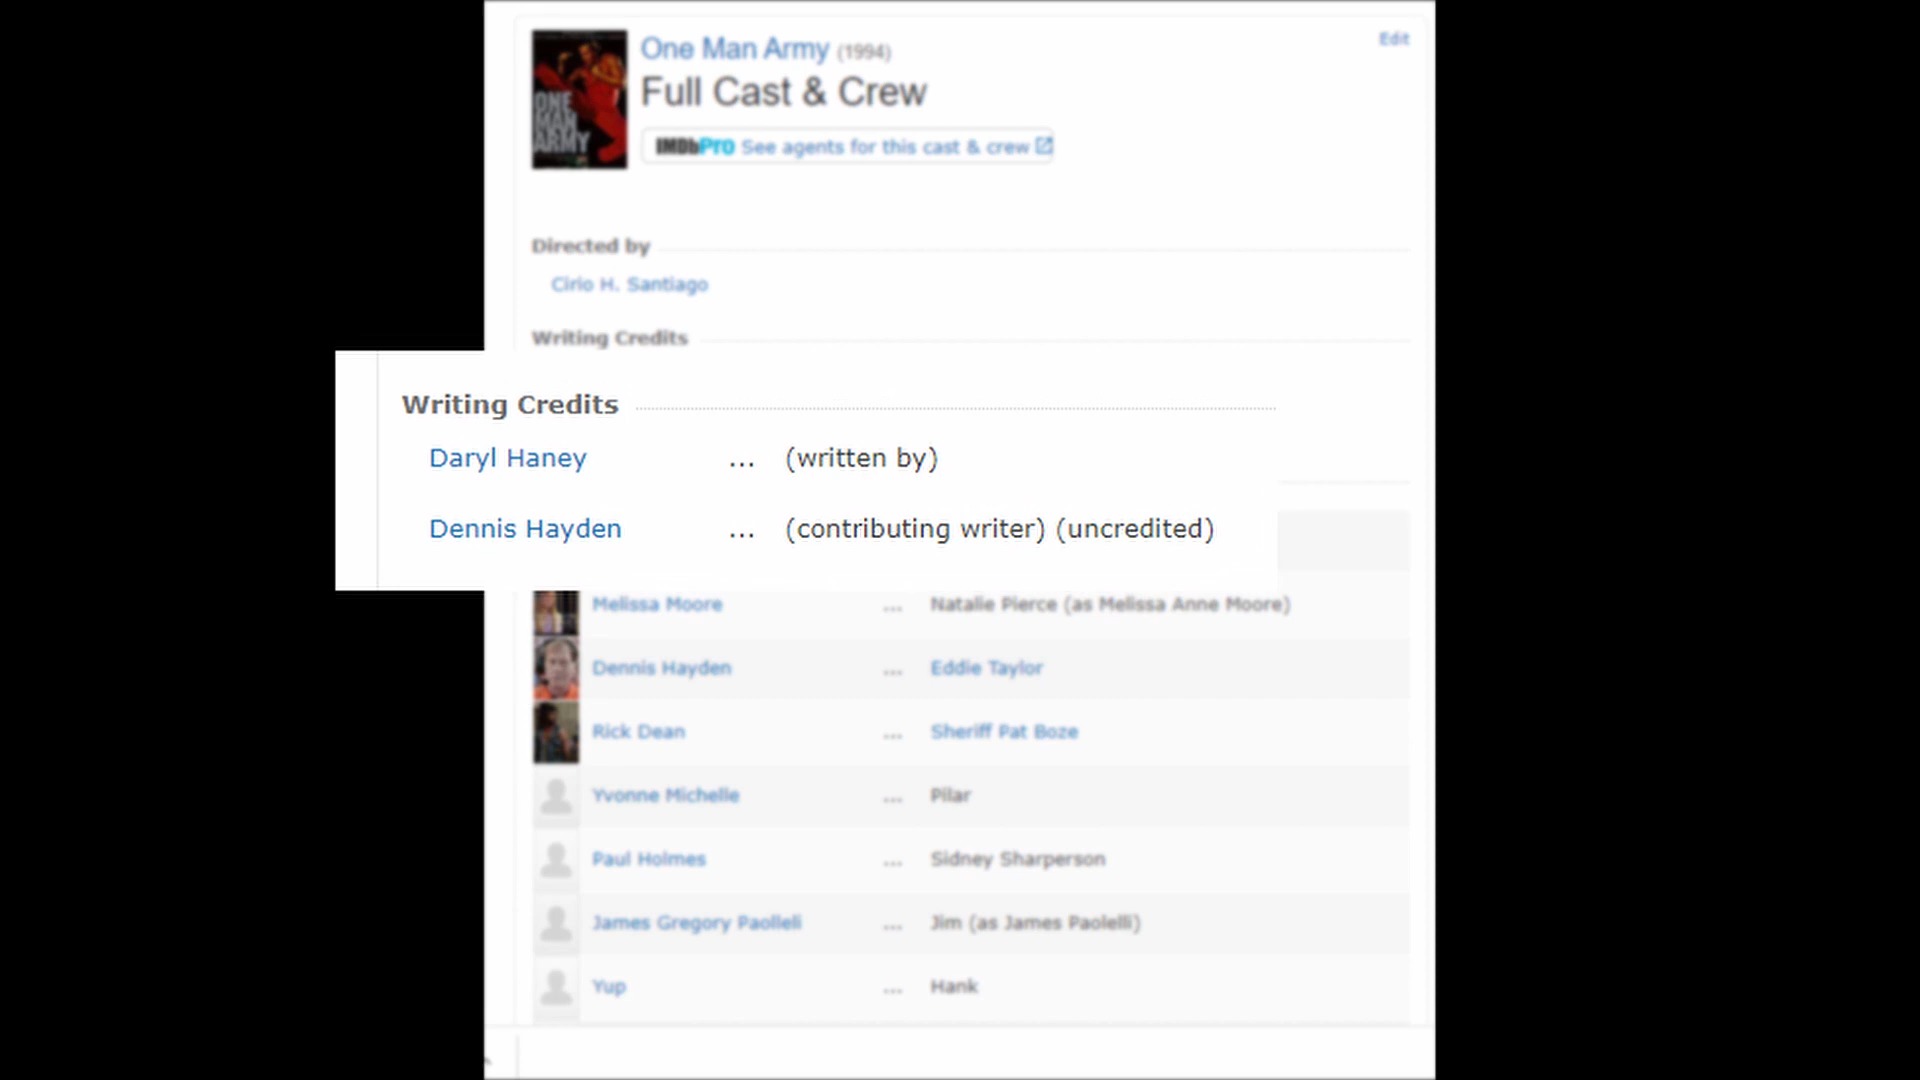 One Man Army (1994)
Edit
Full Cast & Crew
IMDbPro See agents for this cast & crew
ONE
MAN
ARMY
Directed by
Cirio H. Santiago
Writing Credits
Writing Credits
Daryl Haney ... (written by)
Dennis Hayden ... (contributing writer) (uncredited)
Melissa Moore ... Natalie Pierce (as Melissa Anne Moore)
Dennis Hayden ... Eddie Taylor
Rick Dean ... Sheriff Pat Boze
Yvonne Michelle ... Pilar
Paul Holmes ... Sidney Sharperson
James Gregory Paolleli ... Jim (as James Paolelli)
Yup ... Hank